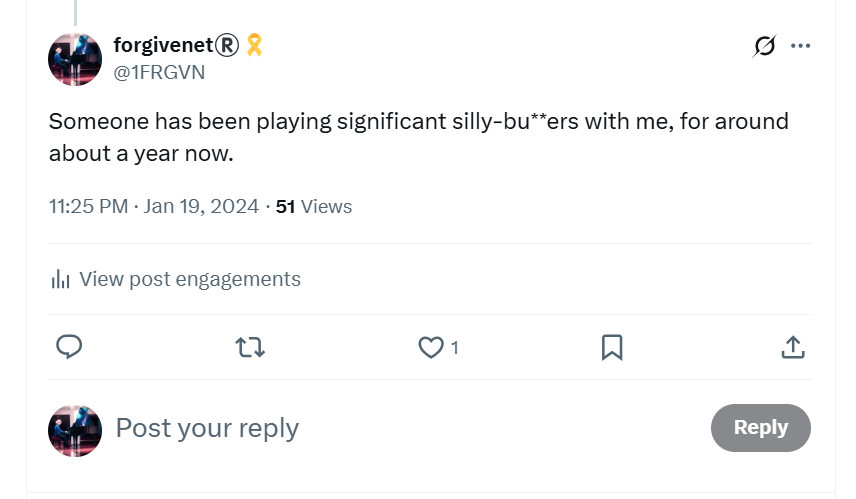 forgivenet®🎗
@1FRGVN
Someone has been playing significant silly-bu**ers with me, for around
about a year now.
11:25 PM · Jan 19, 2024 · 51 Views
View post engagements
1
Post your reply
Reply